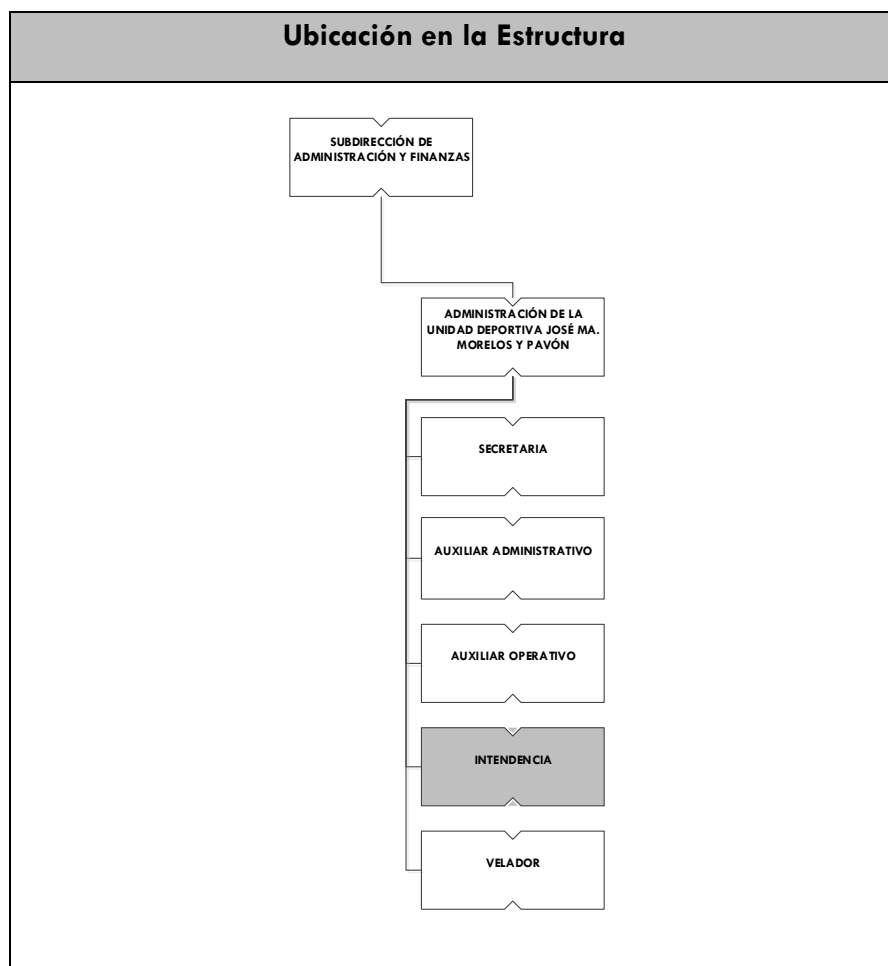 Ubicación en la Estructura
SUBDIRECCIÓN DE
ADMINISTRACIÓN Y FINANZAS
ADMINISTRACIÓN DE LA
UNIDAD DEPORTIVA JOSÉ MA.
MORELOS Y PAVÓN
SECRETARIA
AUXILIAR ADMINISTRATIVO
AUXILIAR OPERATIVO
INTENDENCIA
VELADOR